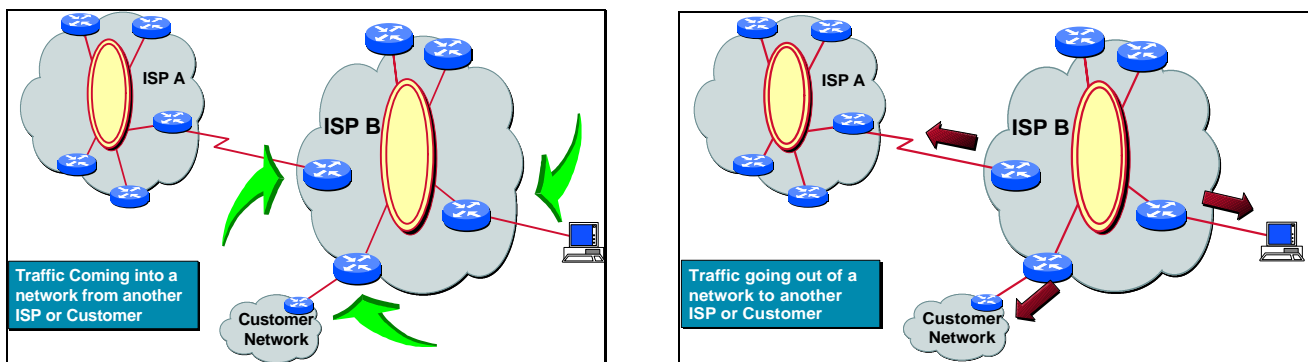 ISP A
ISP B
Traffic Coming into a
network from another
ISP or Customer
Customer
Network
ISP A
ISP B
Traffic going out of a
network to another
ISP or Customer
Customer
Network